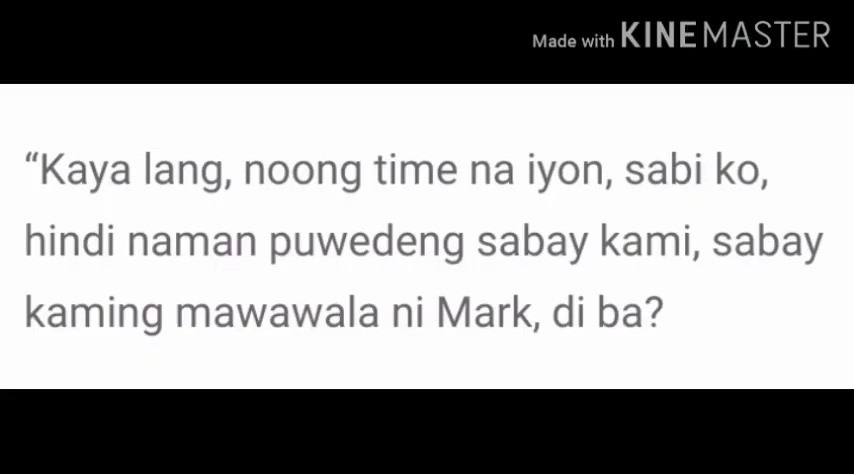 Made with KINEMASTER
“Kaya lang, noong time na iyon, sabi ko,
hindi naman puwedeng sabay kami, sabay
kaming mawawala ni Mark, di ba?